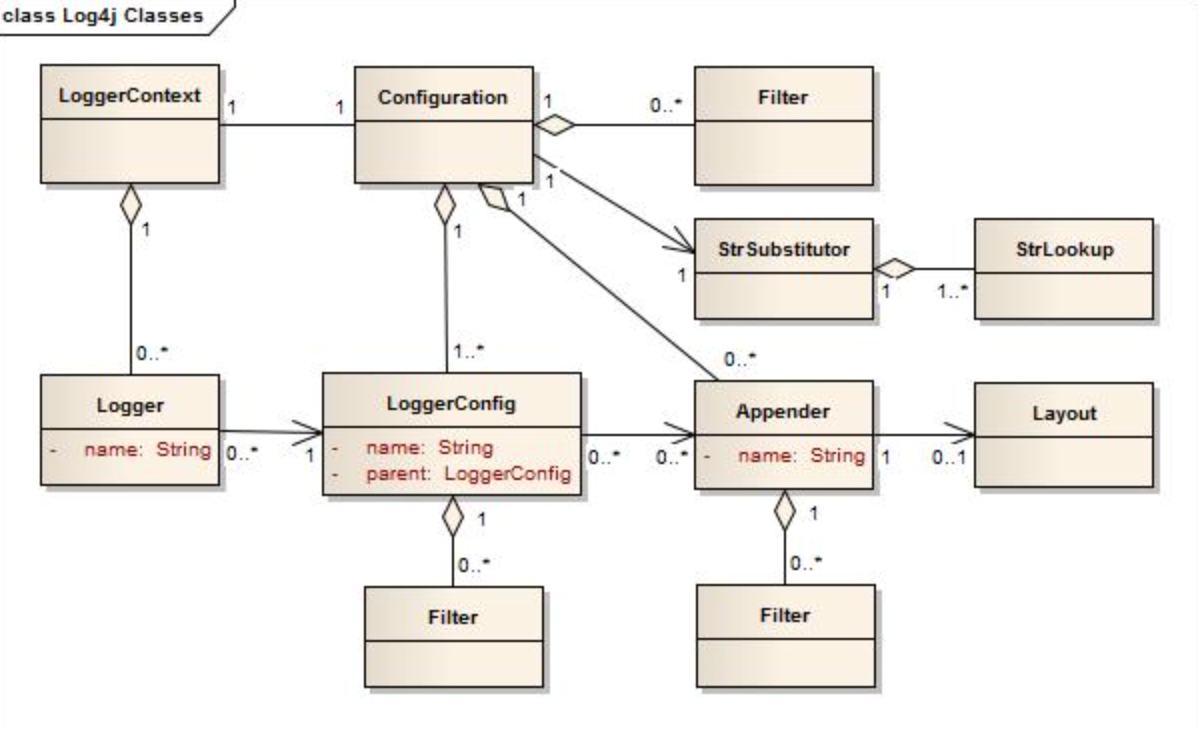 class Log4j Classes
LoggerContext
1
1
Configuration
1
0..*
Filter
1
1
1
1
1
StrSubstitutor
1
1..*
StrLookup
0..*
1..*
0..*
Logger
- name: String
0..*
1
LoggerConfig
- name: String
- parent: LoggerConfig
0..*
0..*
Appender
- name: String
1
0..1
Layout
1
0..*
Filter
1
0..*
Filter